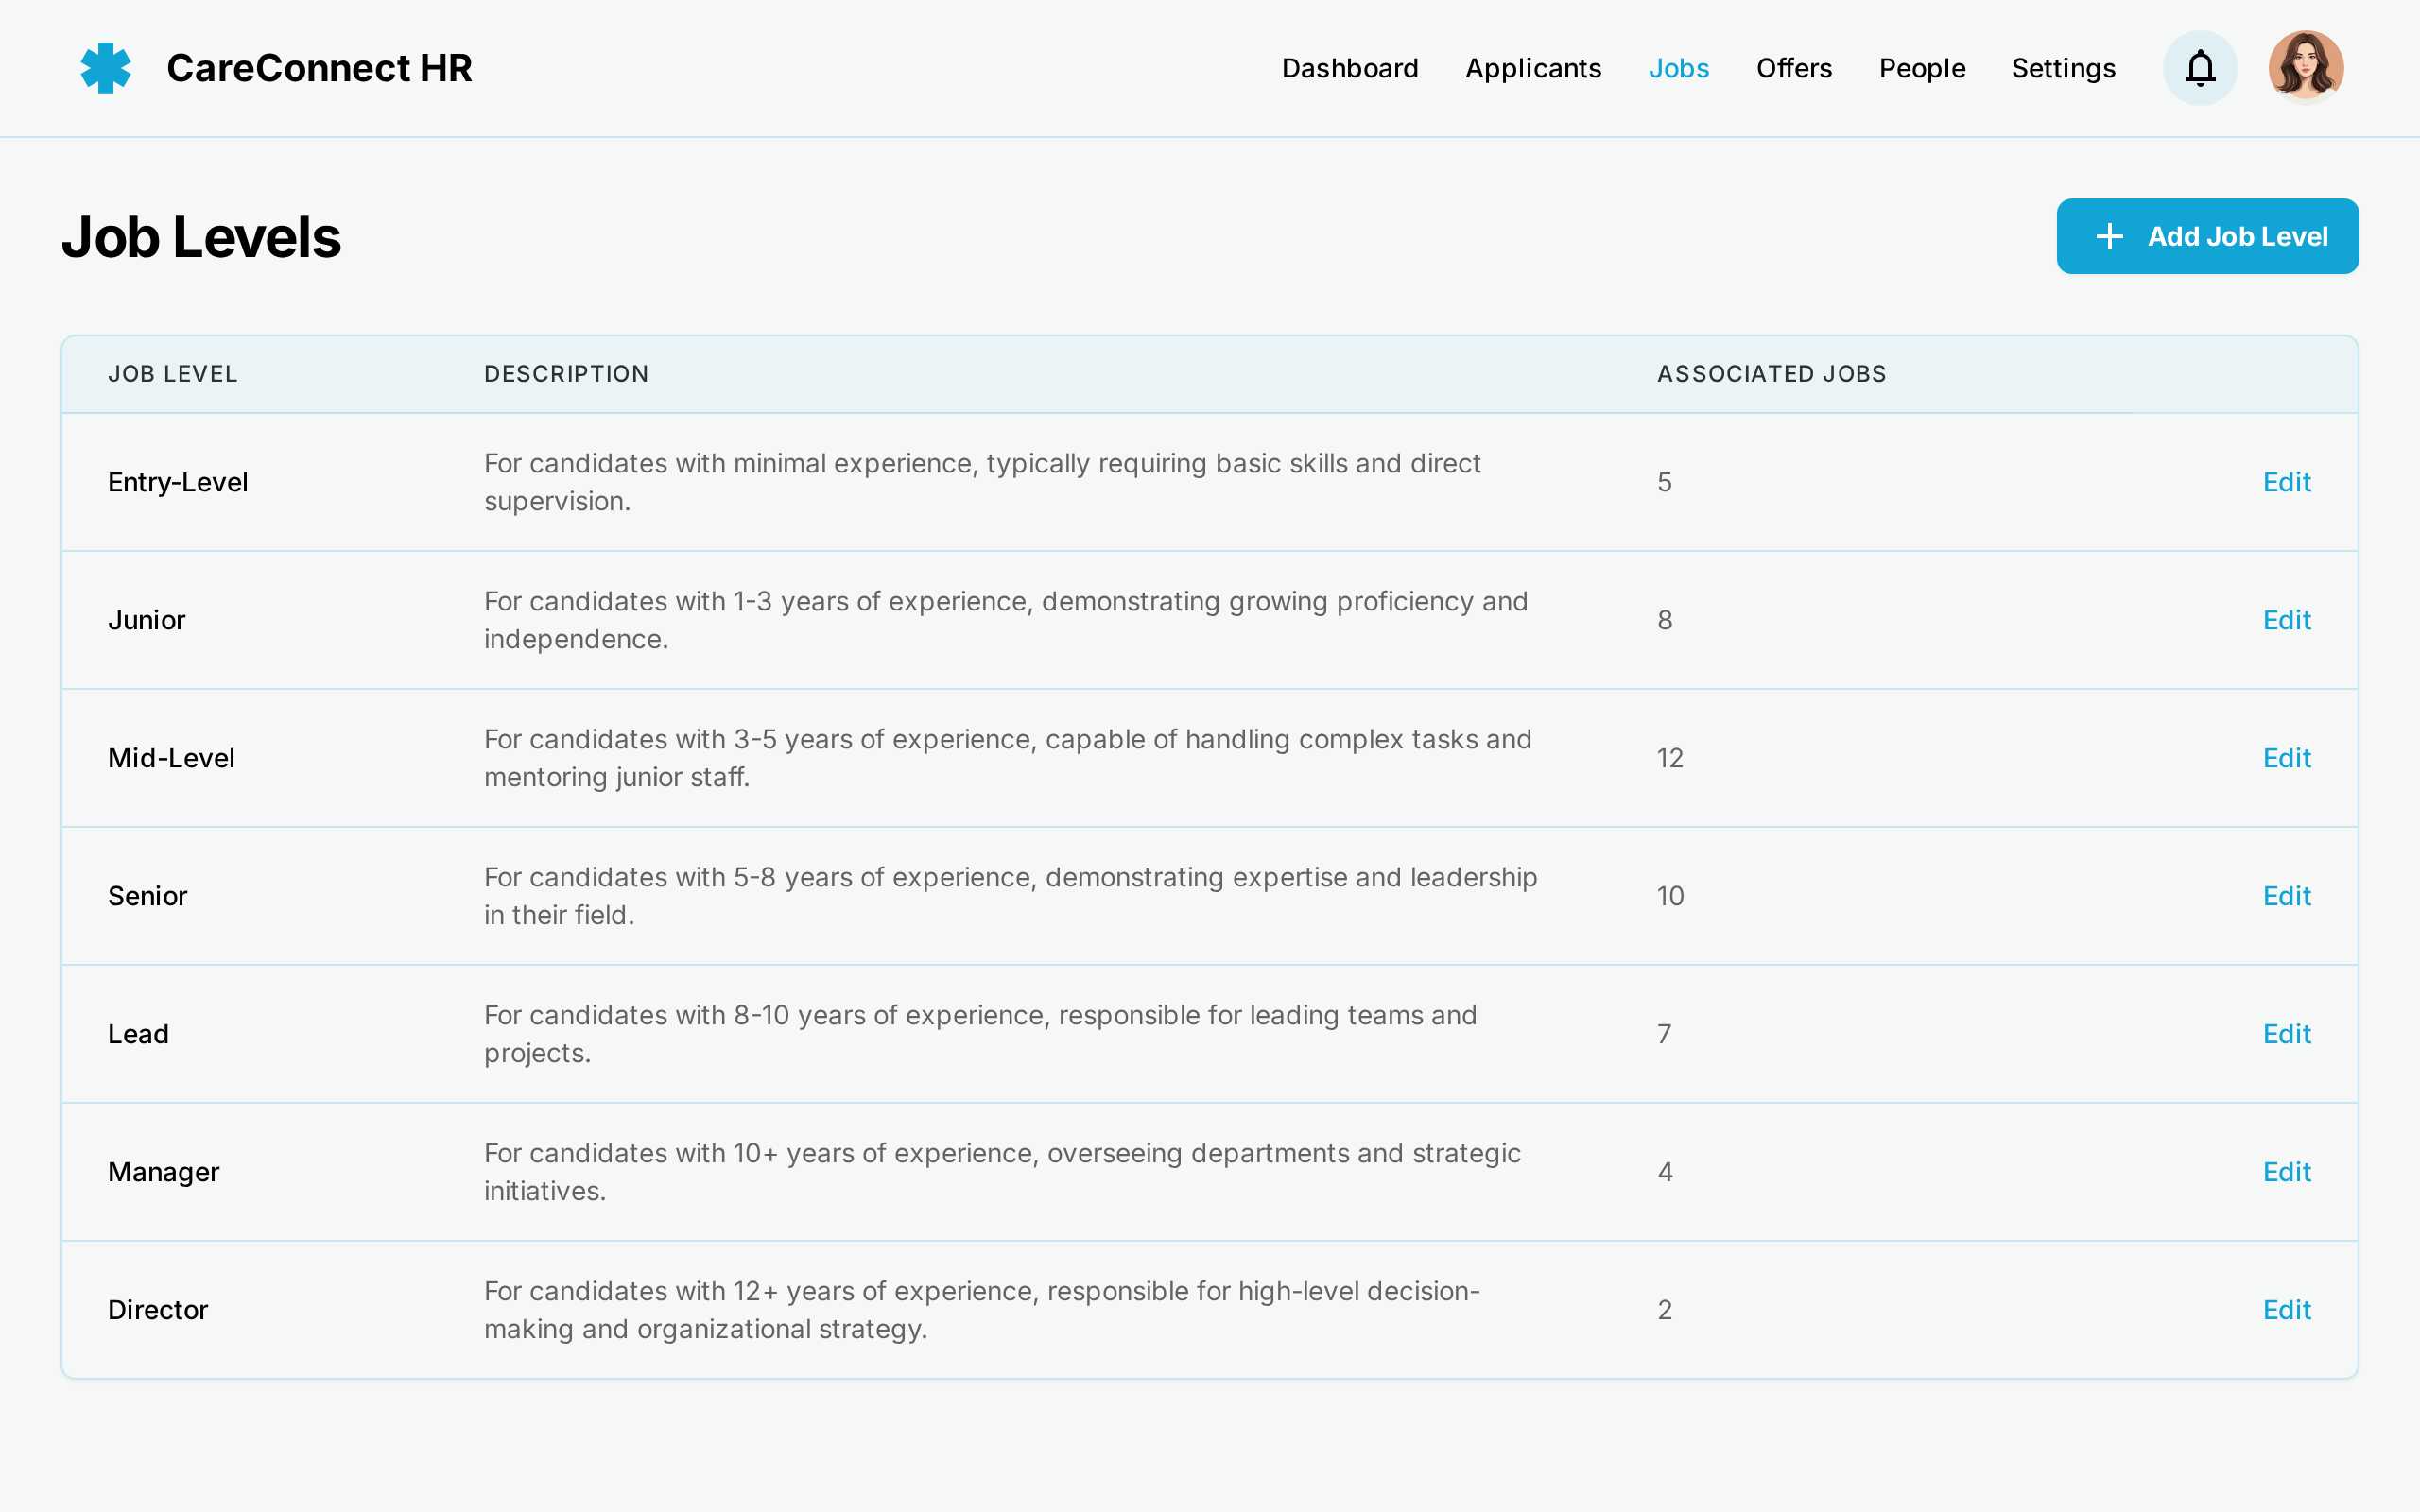 CareConnect HR
Dashboard
Applicants
Jobs
Offers
People
Settings
Job Levels
Add Job Level
JOB LEVEL
DESCRIPTION
ASSOCIATED JOBS
Entry-Level
For candidates with minimal experience, typically requiring basic skills and direct
supervision.
5
Edit
Junior
For candidates with 1-3 years of experience, demonstrating growing proficiency and
independence.
8
Edit
Mid-Level
For candidates with 3-5 years of experience, capable of handling complex tasks and
mentoring junior staff.
12
Edit
Senior
For candidates with 5-8 years of experience, demonstrating expertise and leadership
in their field.
10
Edit
Lead
For candidates with 8-10 years of experience, responsible for leading teams and
projects.
7
Edit
Manager
For candidates with 10+ years of experience, overseeing departments and strategic
initiatives.
4
Edit
Director
For candidates with 12+ years of experience, responsible for high-level decision-
making and organizational strategy.
2
Edit